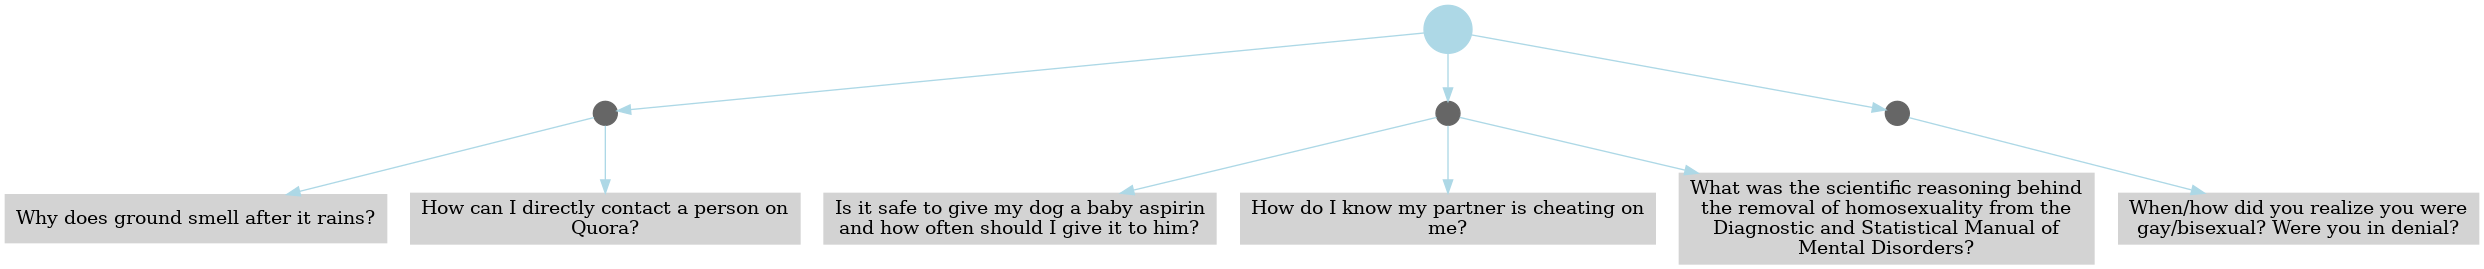 Why does ground smell after it rains?
How can I directly contact a person on
Quora?
Is it safe to give my dog a baby aspirin
and how often should I give it to him?
How do I know my partner is cheating on
me?
What was the scientific reasoning behind
the removal of homosexuality from the
Diagnostic and Statistical Manual of
Mental Disorders?
When/how did you realize you were
gay/bisexual? Were you in denial?